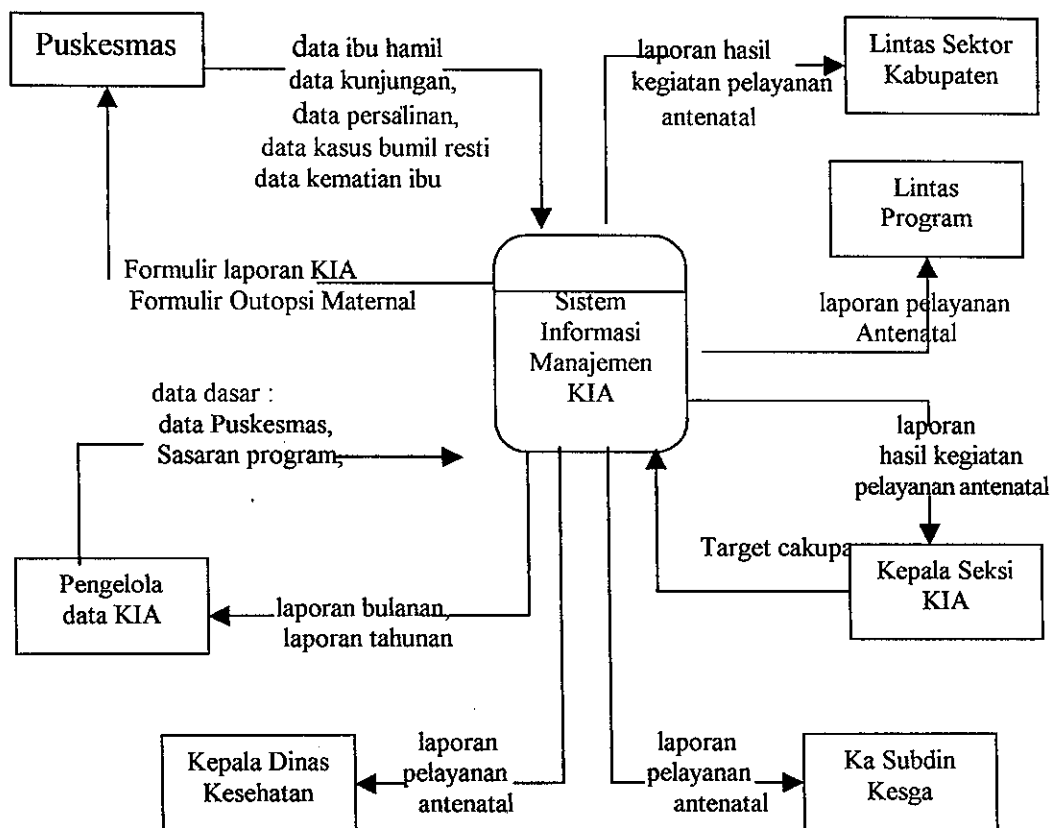 Puskesmas
data ibu hamil
data kunjungan,
data persalinan,
data kasus bumil resti
data kematian ibu
laporan hasil
kegiatan pelayanan
antenatal
Lintas Sektor
Kabupaten
Lintas
Program
Formulir laporan KIA
Formulir Outopsi Maternal
Sistem
Informasi
Manajemen
KIA
laporan pelayanan
Antenatal
data dasar :
data Puskesmas,
Sasaran program,
laporan
hasil kegiatan
pelayanan antenatal
Target cakupa
Kepala Seksi
KIA
Pengelola
data KIA
laporan bulanan,
laporan tahunan
Kepala Dinas
Kesehatan
laporan
pelayanan
antenatal
laporan
pelayanan
antenatal
Ka Subdin
Kesga